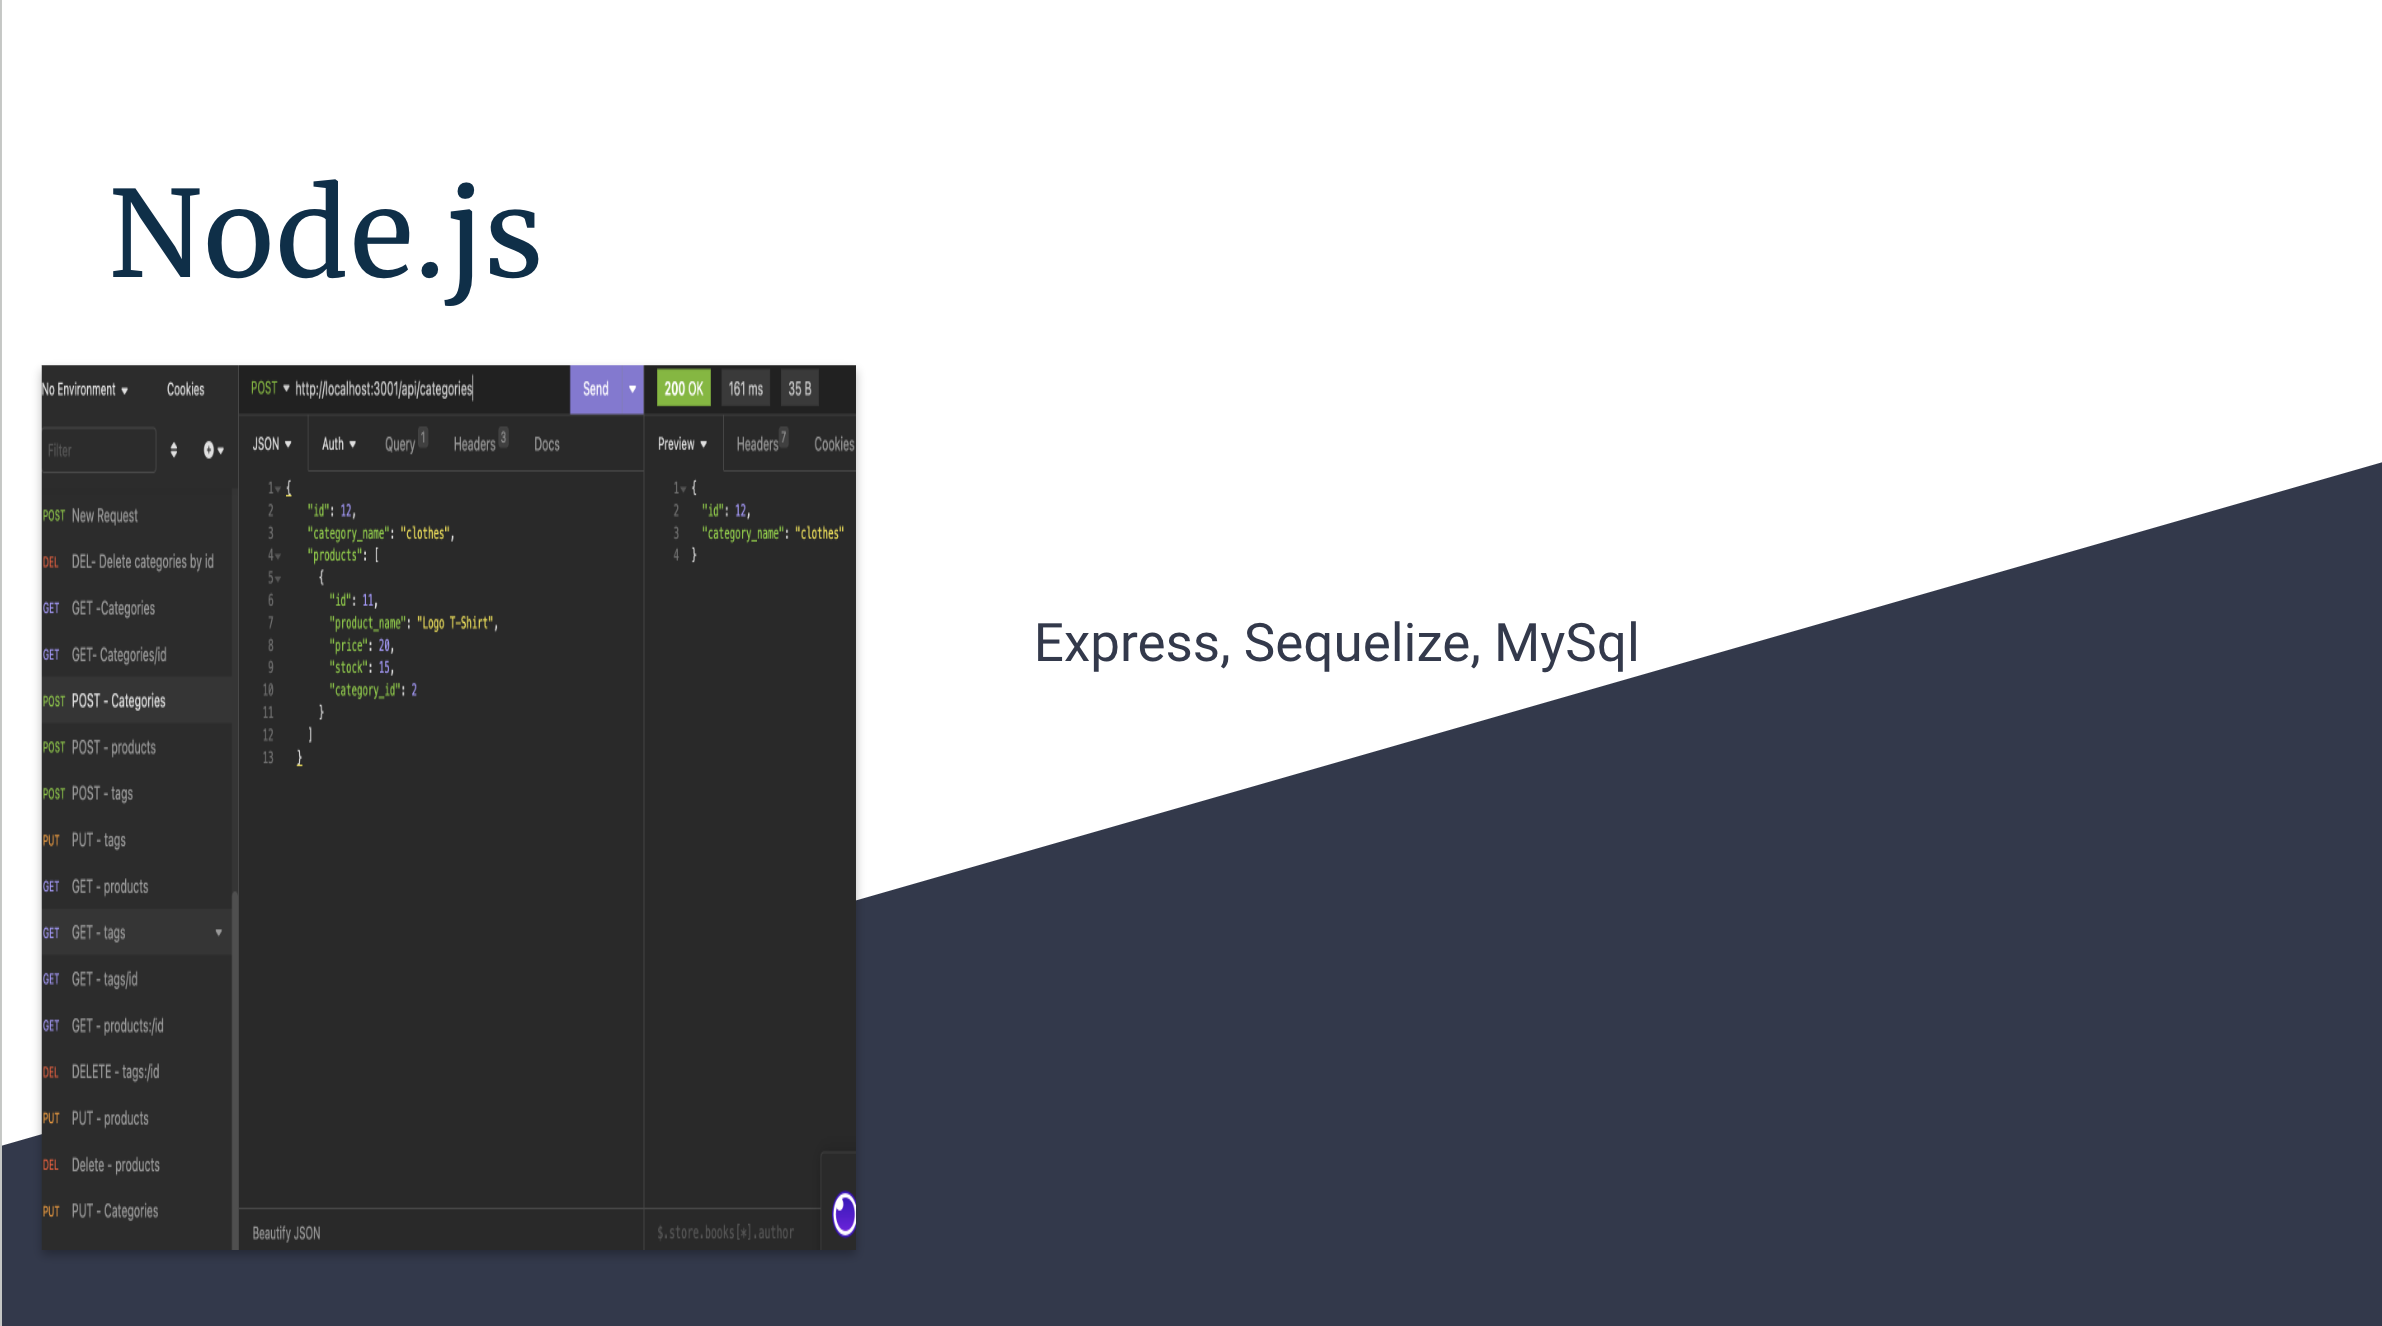 Node.js
No Environment Cookies
Filter
POST New Request
DEL DEL- Delete categories by id
GET GET -Categories
GET GET- Categories/id
POST POST - Categories
POST POST - products
POST POST - tags
PUT PUT - tags
GET GET - products
GET GET - tags
GET GET - tags/id
GET GET - products:/id
DEL DELETE - tags:/id
PUT PUT - products
DEL Delete - products
PUT PUT - Categories
POST http://localhost:3001/api/categories Send
JSON Auth Query 1 Headers 3 Docs
1 {
2 "id": 12,
3 "category_name": "clothes",
4 "products": [
5 {
6 "id": 11,
7 "product_name": "Logo T-Shirt",
8 "price": 20,
9 "stock": 15,
10 "category_id": 2
11 }
12 ]
13 }
Beautify JSON
200 OK 161 ms 35 B
Preview Headers 7 Cookies
1 {
2 "id": 12,
3 "category_name": "clothes"
4 }
$.store.books[*].author
Express, Sequelize, MySql